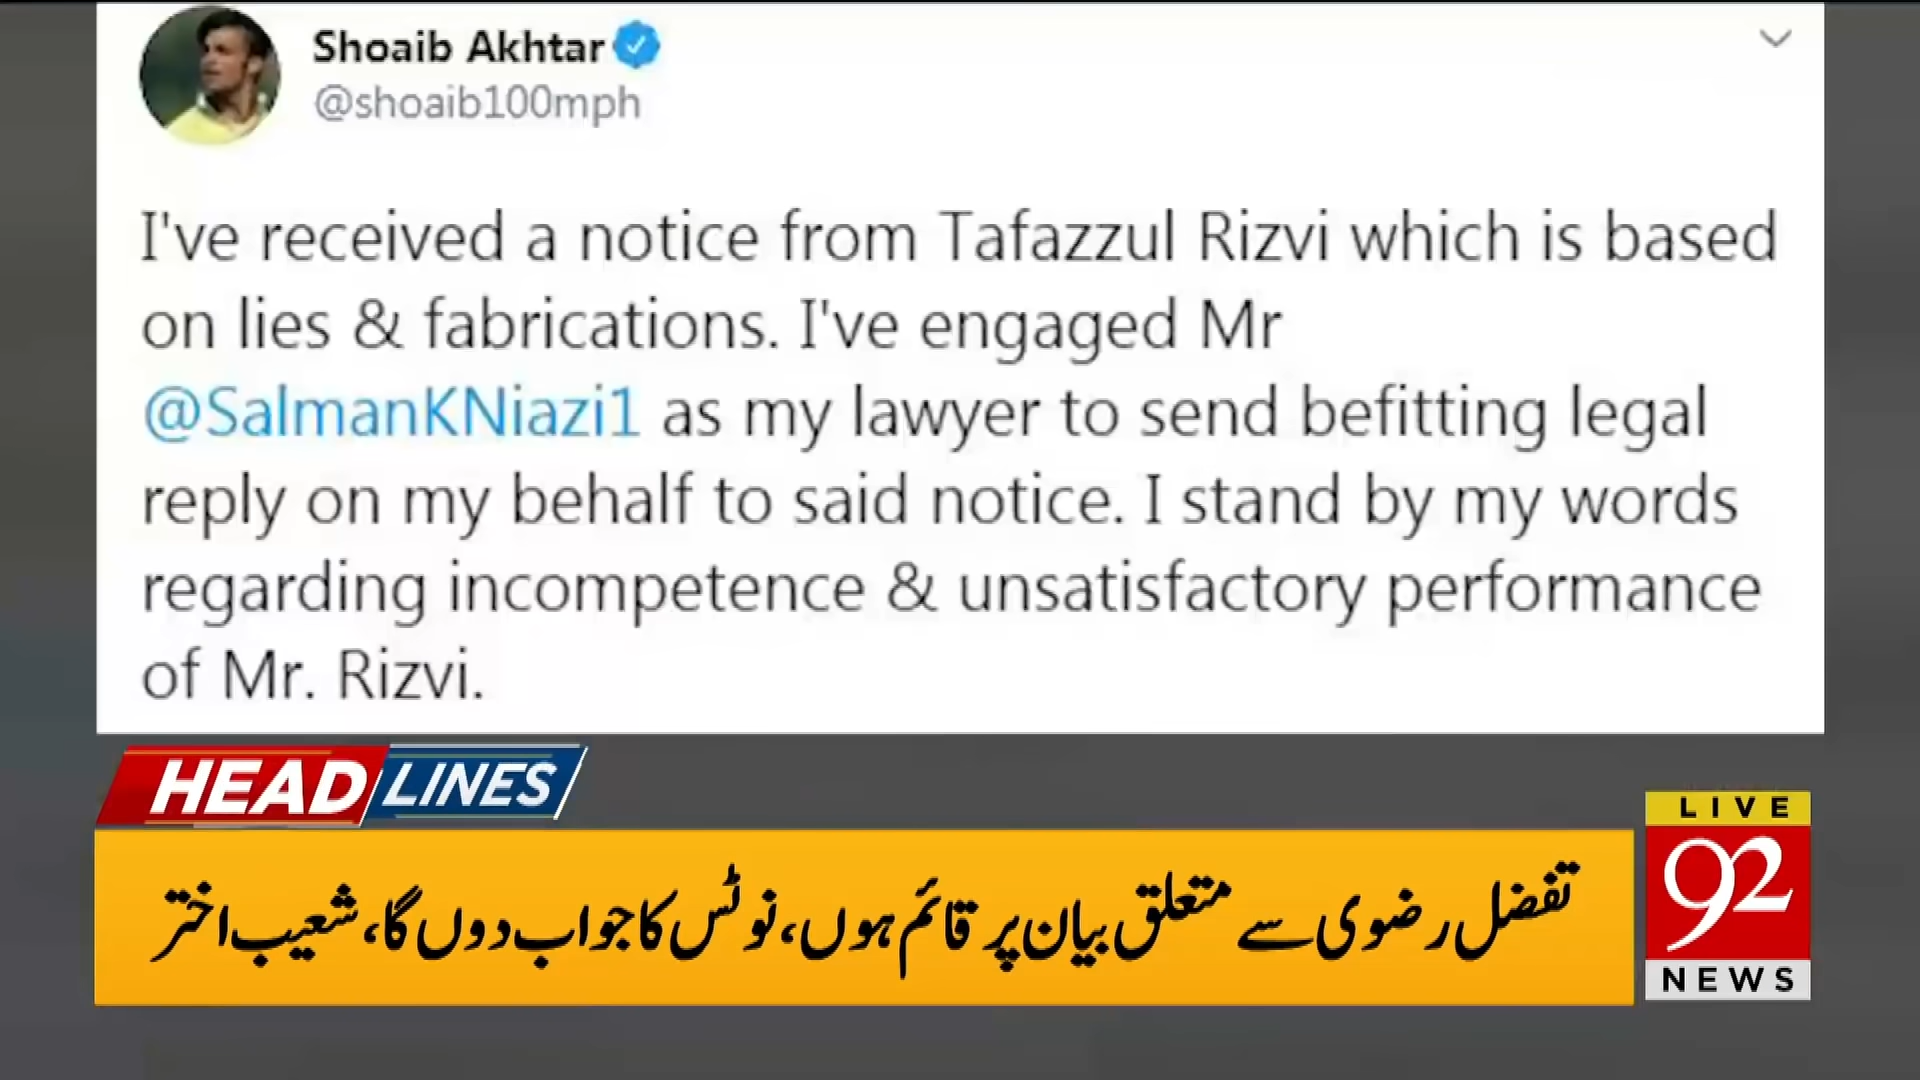 Shoaib Akhtar
@shoaib100mph
I've received a notice from Tafazzul Rizvi which is based
on lies & fabrications. I've engaged Mr
@SalmanKNiazi1 as my lawyer to send befitting legal
reply on my behalf to said notice. I stand by my words
regarding incompetence & unsatisfactory performance
of Mr. Rizvi.
HEADLINES
تفضل رضوی سے متعلق بیان پر قائم ہوں، نوٹس کا جواب دوں گا، شعیب اختر
LIVE
92
NEWS